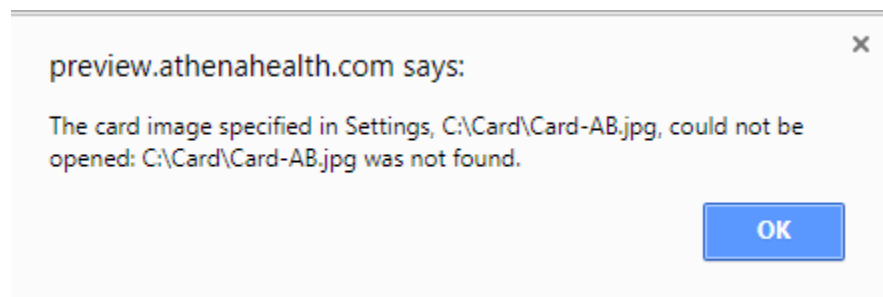 preview.athenahealth.com says:
The card image specified in Settings, C:\Card\Card-AB.jpg, could not be
opened: C:\Card\Card-AB.jpg was not found.
OK